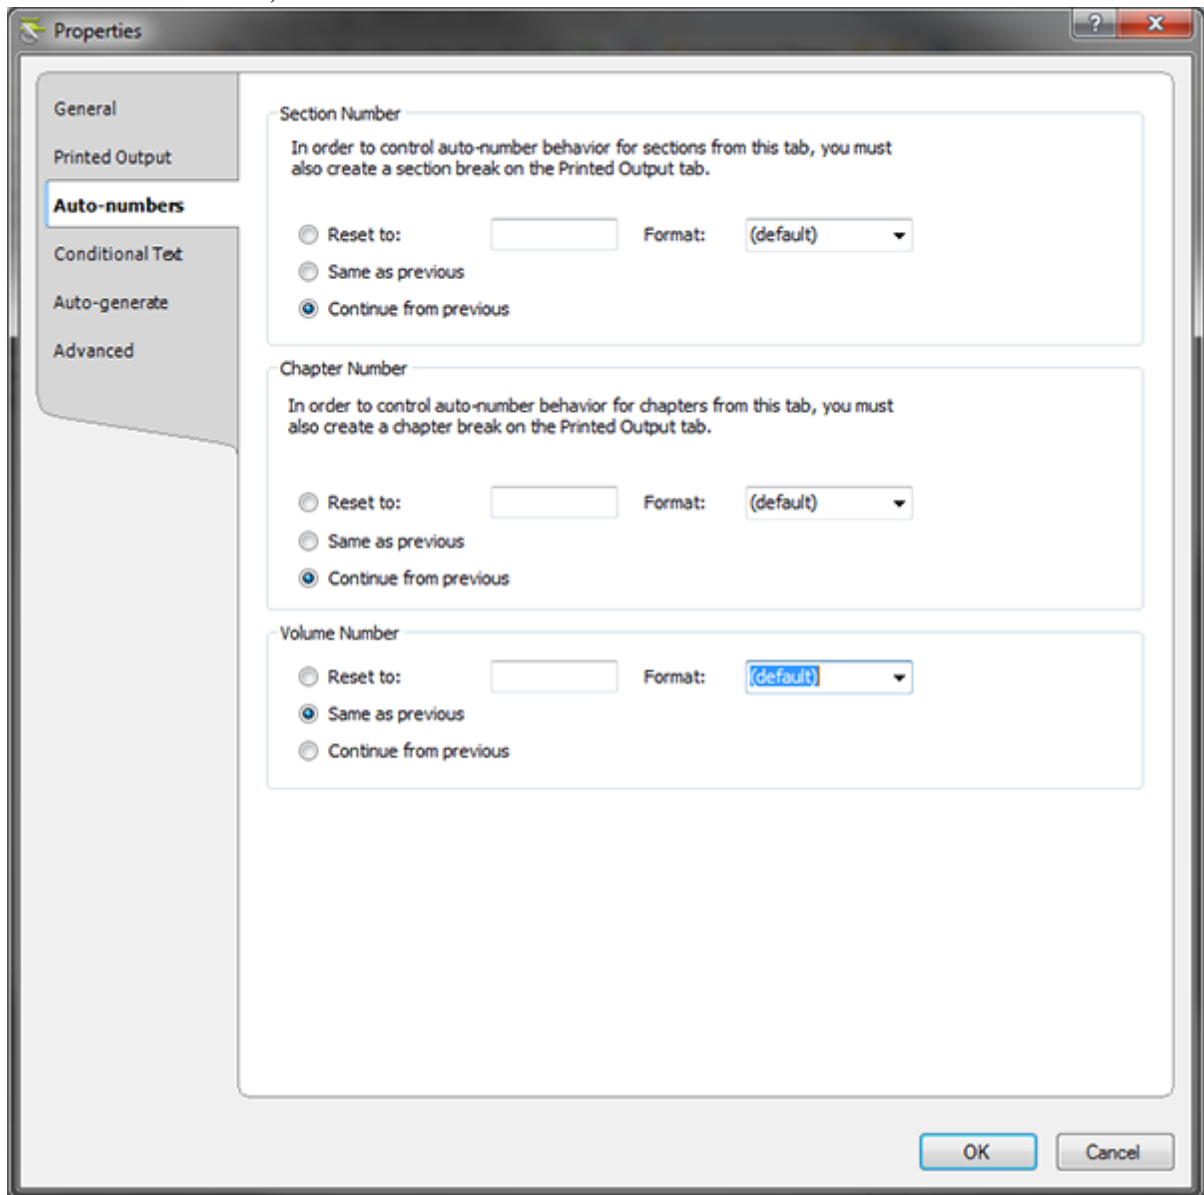 Properties
?
General
Printed Output
Auto-numbers
Conditional Text
Auto-generate
Advanced
Section Number
In order to control auto-number behavior for sections from this tab, you must
also create a section break on the Printed Output tab.
Reset to: Format: (default)
Same as previous
Continue from previous
Chapter Number
In order to control auto-number behavior for chapters from this tab, you must
also create a chapter break on the Printed Output tab.
Reset to: Format: (default)
Same as previous
Continue from previous
Volume Number
Reset to: Format: (default)
Same as previous
Continue from previous
OK Cancel